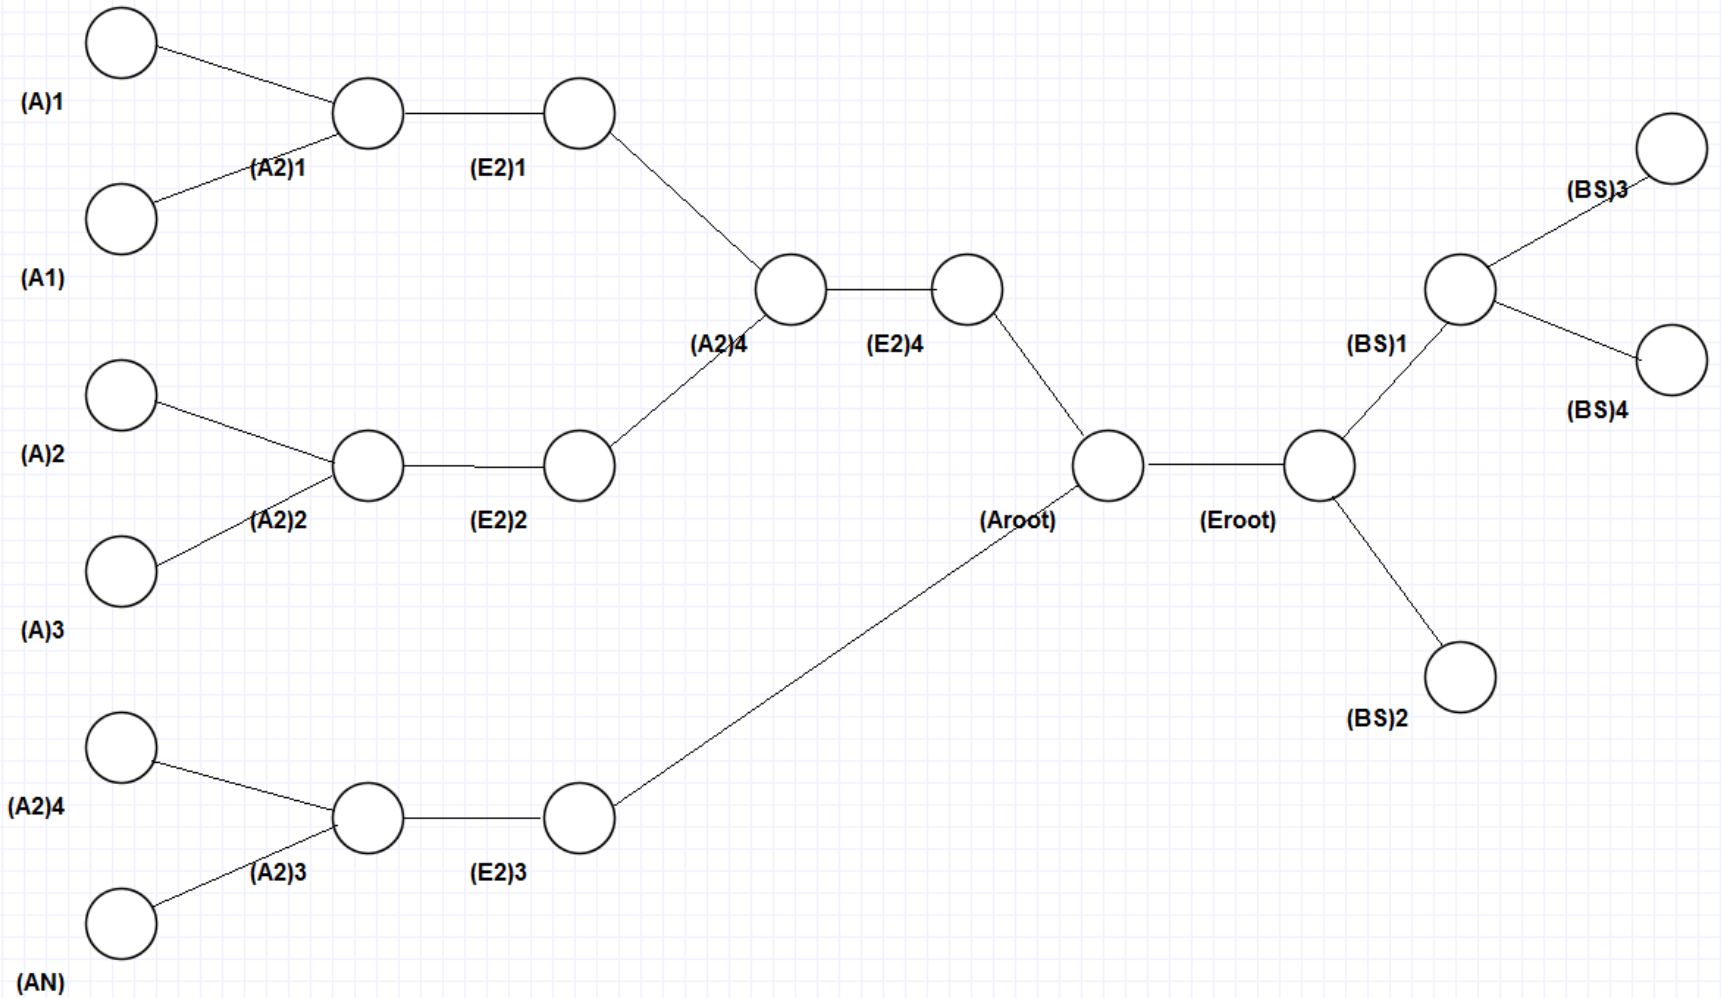 (A)1
(A2)1
(E2)1
(BS)3
(A1)
(A2)4
(E2)4
(BS)1
(BS)4
(A)2
(A2)2
(E2)2
(Aroot)
(Eroot)
(A)3
(BS)2
(A2)4
(A2)3
(E2)3
(AN)